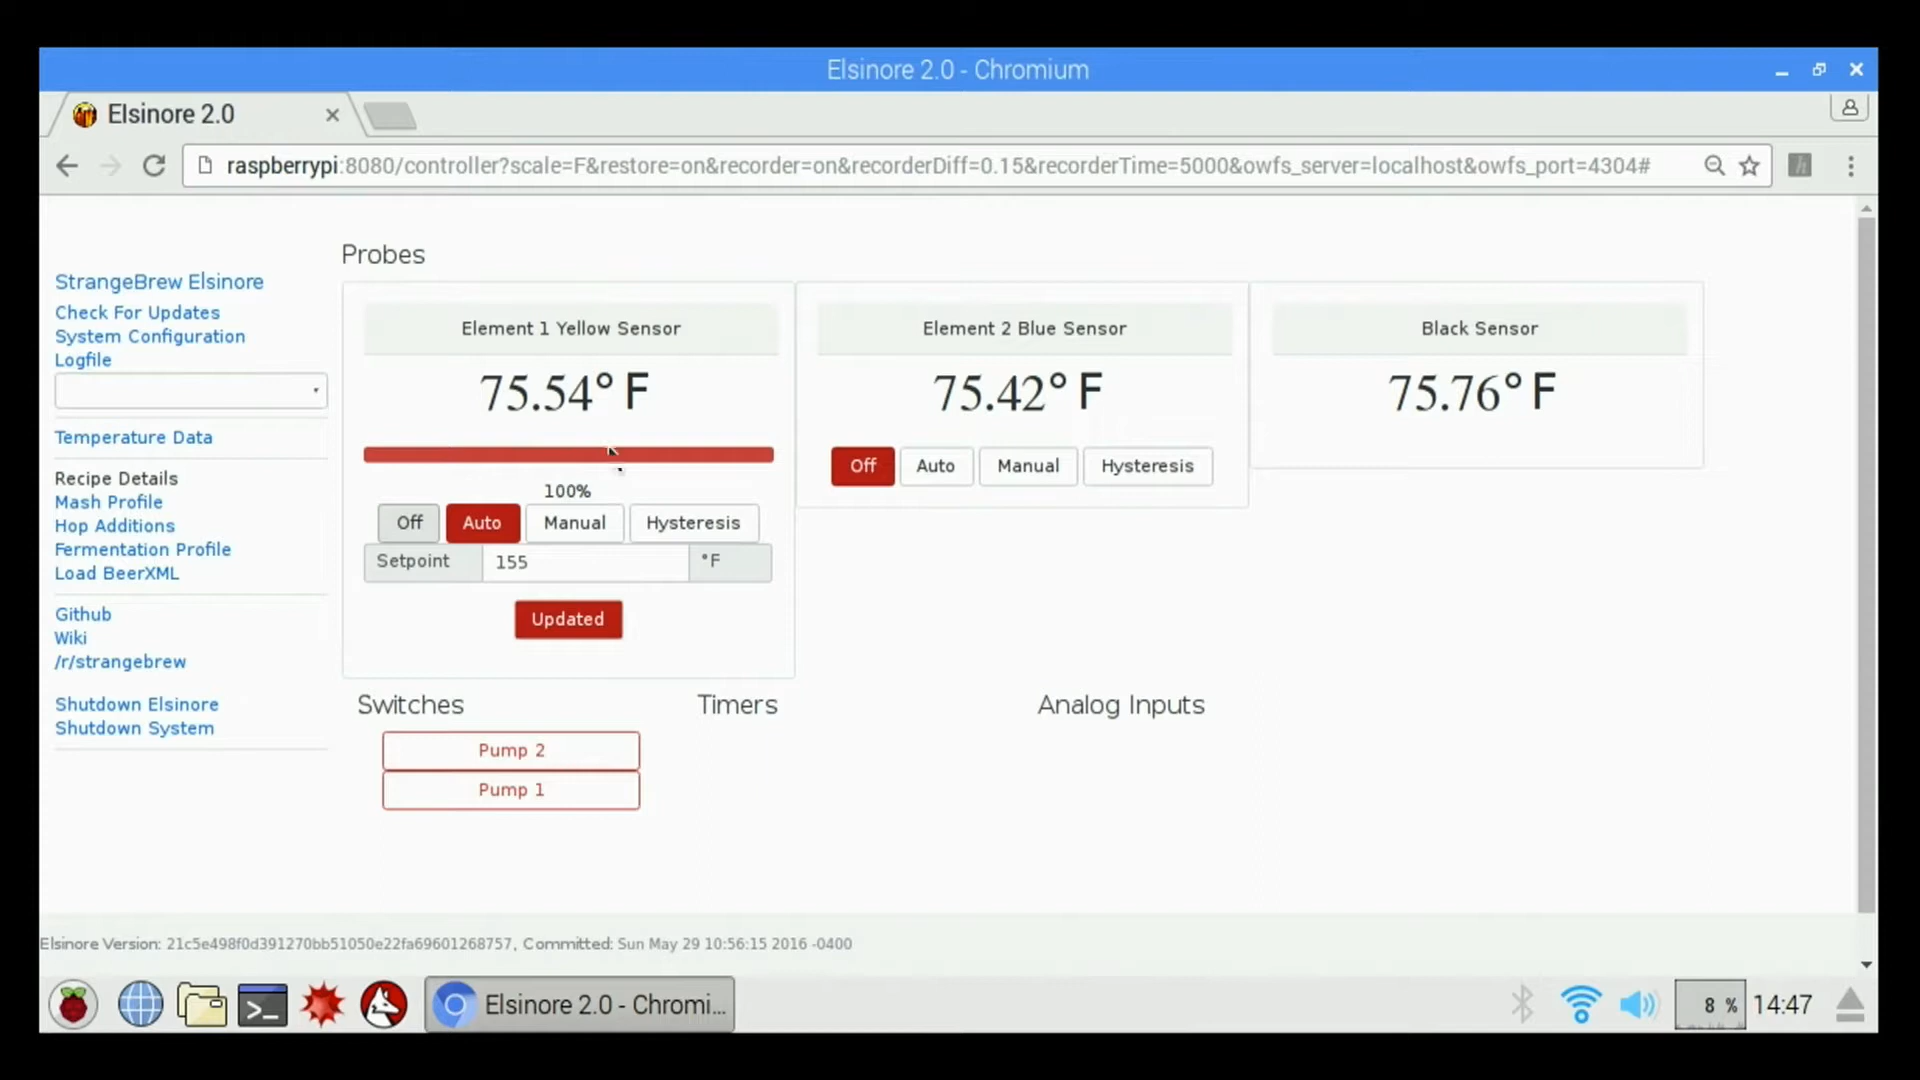 Elsinore 2.0 - Chromium
Elsinore 2.0
raspberrypi:8080/controller?scale=F&restore=on&recorder=on&recorderDiff=0.15&recorderTime=5000&owfs_server=localhost&owfs_port=4304#
StrangeBrew Elsinore
Check For Updates
System Configuration
Logfile
Temperature Data
Recipe Details
Mash Profile
Hop Additions
Fermentation Profile
Load BeerXML
Github
Wiki
/r/strangebrew
Shutdown Elsinore
Shutdown System
Probes
Element 1 Yellow Sensor
75.54° F
100%
Off Auto Manual Hysteresis
Setpoint 155 °F
Updated
Element 2 Blue Sensor
75.42° F
Off Auto Manual Hysteresis
Black Sensor
75.76° F
Switches
Pump 2
Pump 1
Timers
Analog Inputs
Elsinore Version: 21c5e498f0d391270bb51050e22fa69601268757, Committed: Sun May 29 10:56:15 2016 -0400
Elsinore 2.0 - Chromi...
8 %
14:47